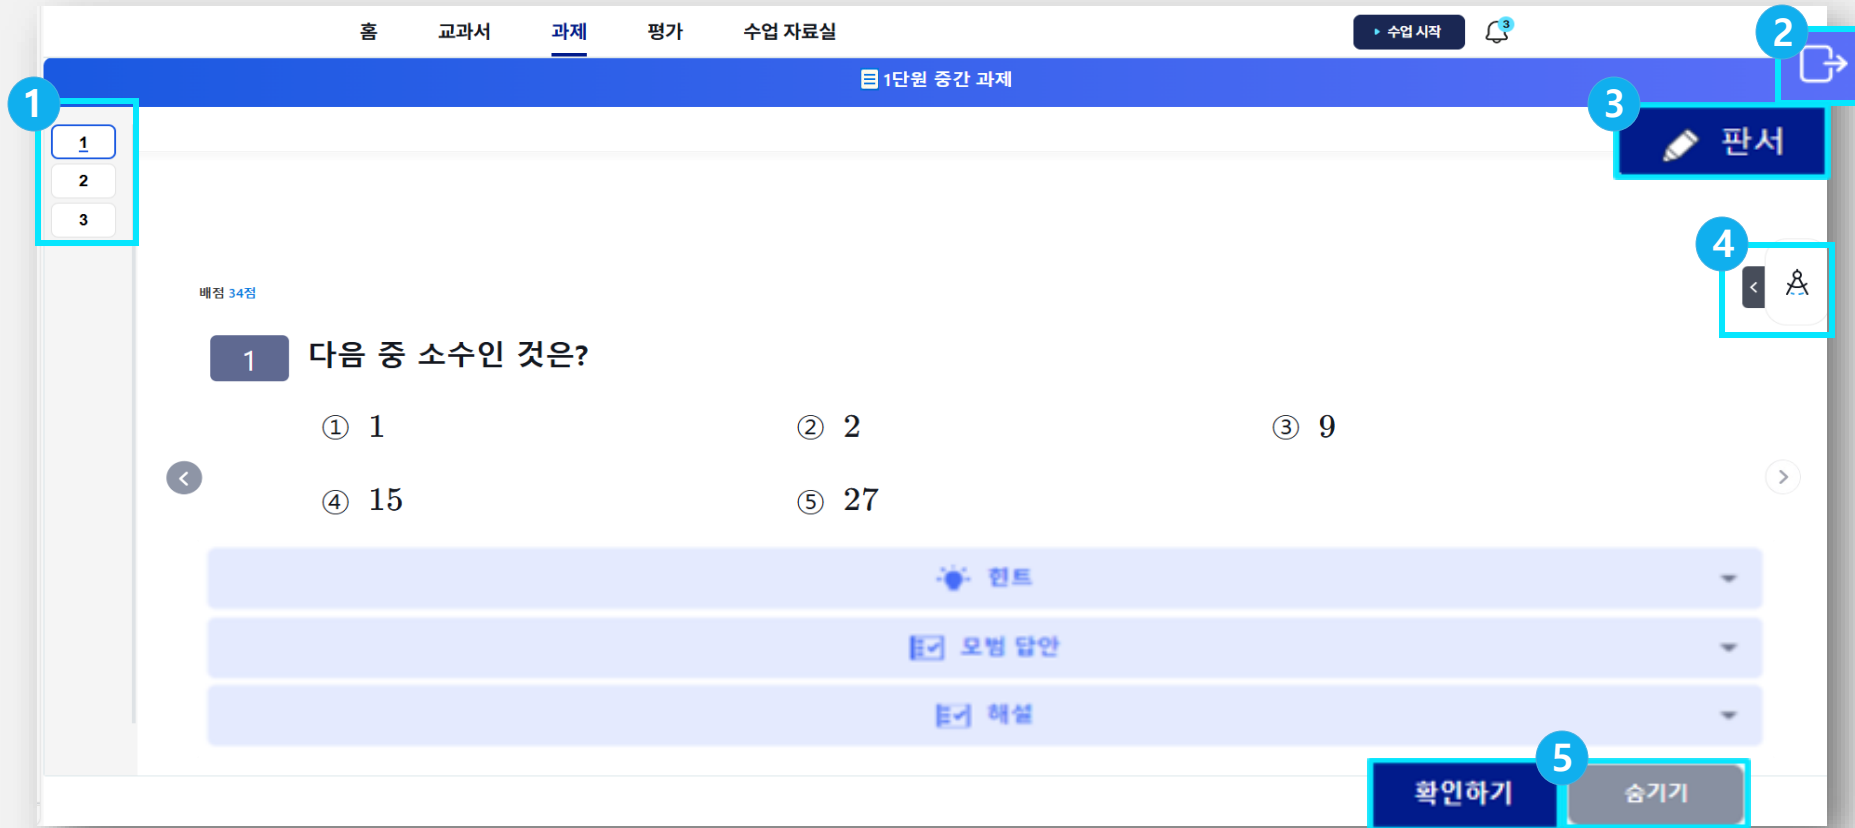 홈 교과서 과제 평가 수업 자료실 수업 시작 3
2
1단원 중간 과제
1
3
판서
1
2
3
4
배점 34점
1 다음 중 소수인 것은?
① 1 ② 2 ③ 9
④ 15 ⑤ 27
힌트
모범 답안
해설
5
확인하기 숨기기